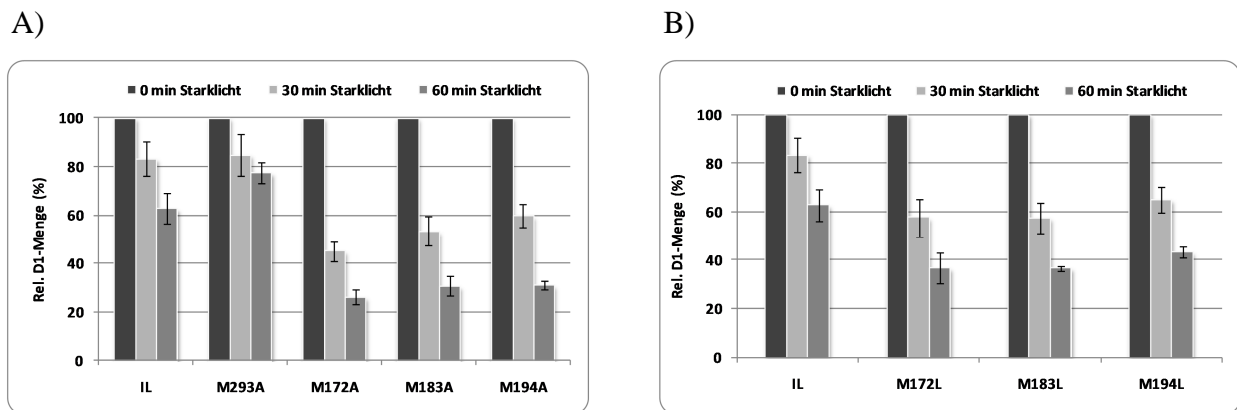 A)
B)
0 min Starklicht 30 min Starklicht 60 min Starklicht
Rel. D1-Menge (%)
100
80
60
40
20
0
IL M293A M172A M183A M194A
0 min Starklicht 30 min Starklicht 60 min Starklicht
Rel. D1-Menge (%)
100
80
60
40
20
0
IL M172L M183L M194L